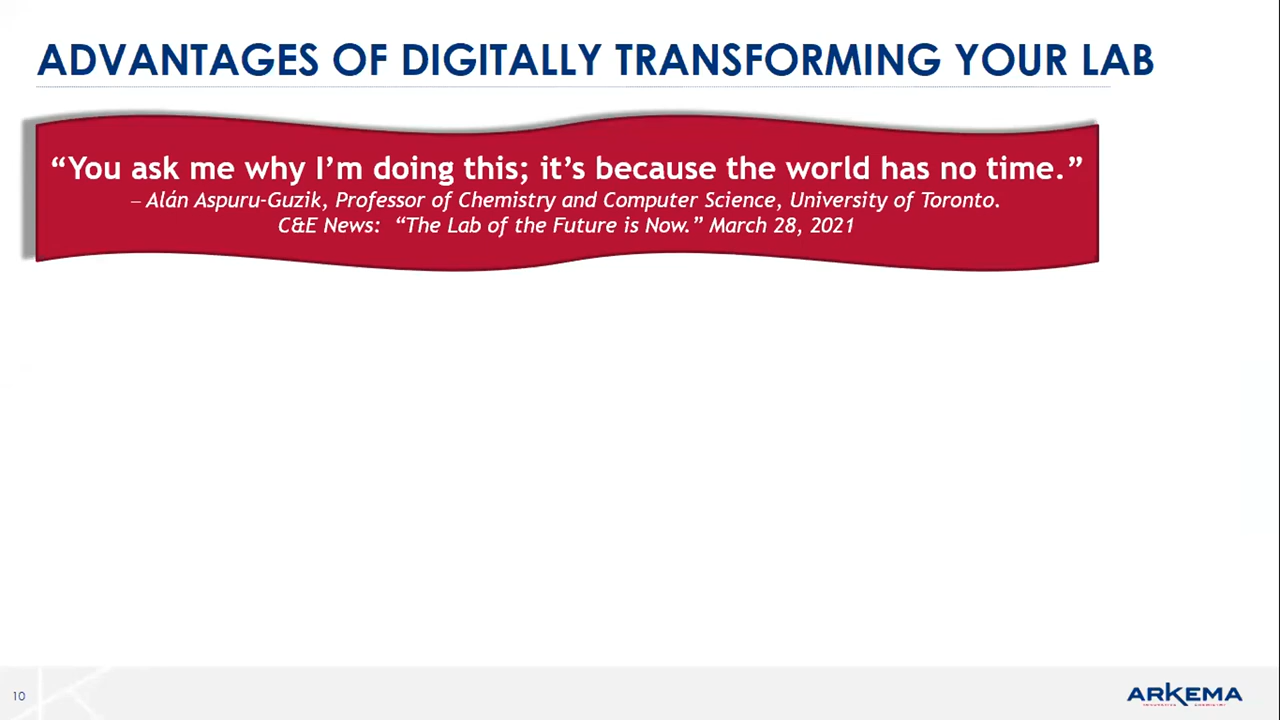 ADVANTAGES OF DIGITALLY TRANSFORMING YOUR LAB
“You ask me why I’m doing this; it’s because the world has no time.”
– Alán Aspuru-Guzik, Professor of Chemistry and Computer Science, University of Toronto.
C&E News: “The Lab of the Future is Now.” March 28, 2021
10
ARKEMA